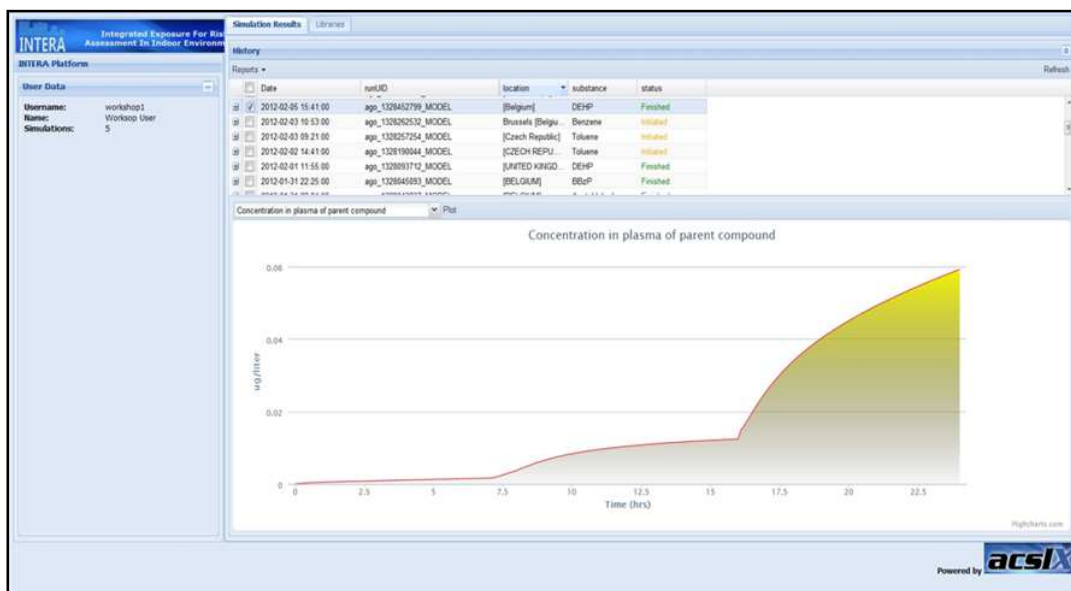 INTERA
Integrated Exposure For Ris
Assessment In Indoor Environm
INTERA Platform
User Data
Username: workshop1
Name: Worksop User
Simulations: 5
Simulation Results Libraries
History
Reports Refresh
Date runUID location substance status
2012-02-05 15:41:00 ago_1328452799_MODEL [Belgium] DEHP Finished
2012-02-03 10:53:00 ago_1328262532_MODEL Brussels [Belgiu... Benzene Initiated
2012-02-03 09:21:00 ago_1328257254_MODEL [Czech Republic] Toluene Initiated
2012-02-02 14:41:00 ago_1328190044_MODEL [CZECH REPU... Toluene Initiated
2012-02-01 11:55:00 ago_1328093712_MODEL [UNITED KINGD... DEHP Finished
2012-01-31 22:25:00 ago_1328045093_MODEL [BELGIUM] BBzP Finished
Concentration in plasma of parent compound Plot
Concentration in plasma of parent compound
0.06
0.04
0.02
0
ug/liter
0 2.5 5 7.5 10 12.5 15 17.5 20 22.5
Time (hrs)
Highcharts.com
Powered by acslX